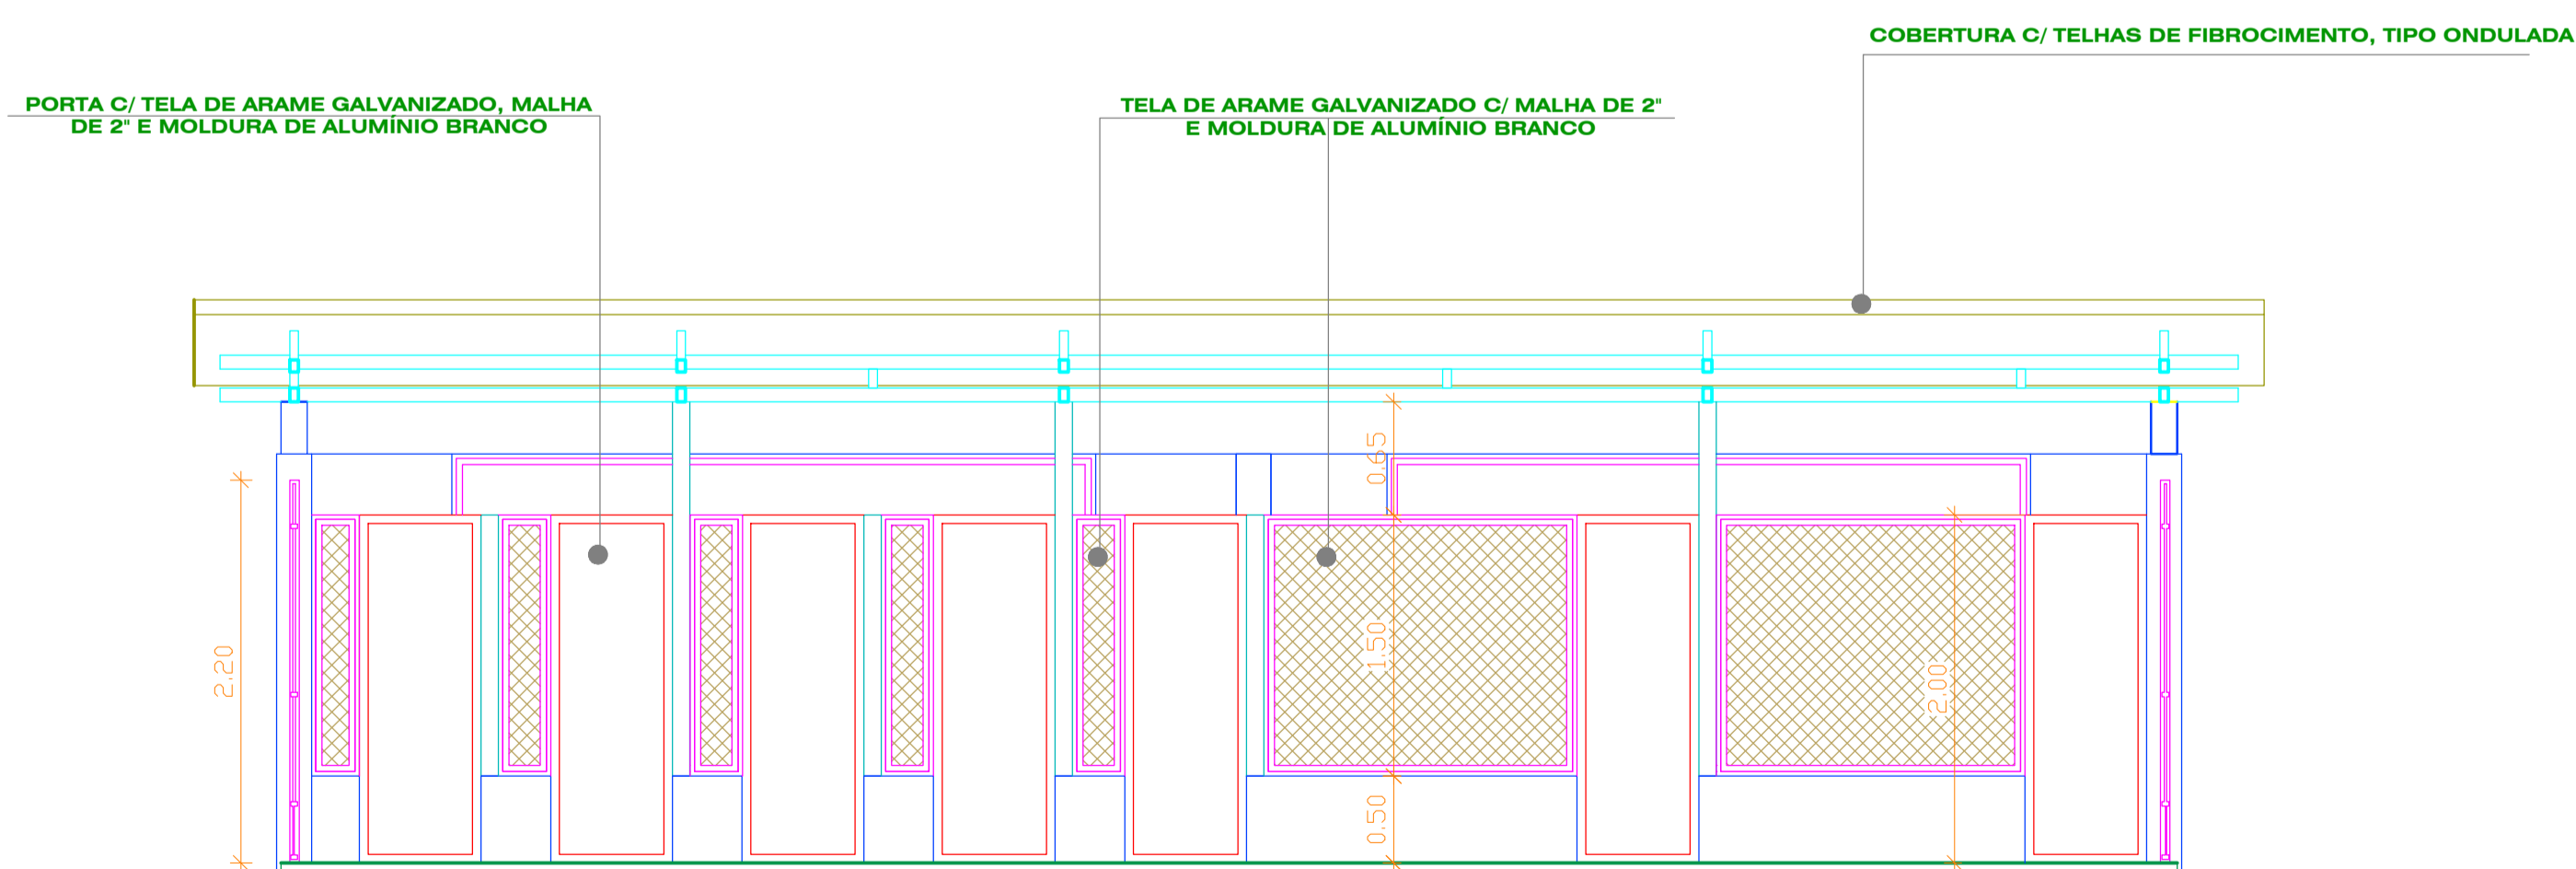 COBERTURA C/ TELHAS DE FIBROCIMENTO, TIPO ONDULADA
PORTA C/ TELA DE ARAME GALVANIZADO, MALHA
DE 2" E MOLDURA DE ALUMÍNIO BRANCO
TELA DE ARAME GALVANIZADO C/ MALHA DE 2"
E MOLDURA DE ALUMÍNIO BRANCO
0.65
2.20
1.50
2.00
0.50